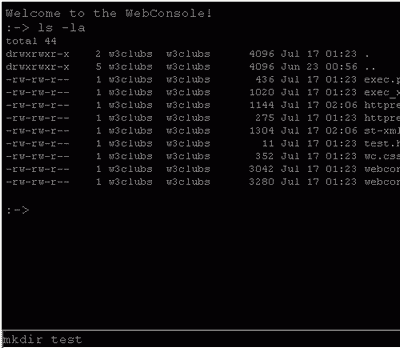 Welcome to the WebConsole!
:-> ls -la
total 44
drwxrwxr-x 2 w3clubs w3clubs 4096 Jul 17 01:23 .
drwxrwxr-x 5 w3clubs w3clubs 4096 Jun 23 00:56 ..
-rw-rw-r-- 1 w3clubs w3clubs 436 Jul 17 01:23 exec.p
-rw-rw-r-- 1 w3clubs w3clubs 1020 Jul 17 01:23 exec_x
-rw-rw-r-- 1 w3clubs w3clubs 1144 Jul 17 02:06 httpre
-rw-rw-r-- 1 w3clubs w3clubs 275 Jul 17 01:23 httpre
-rw-rw-r-- 1 w3clubs w3clubs 1304 Jul 17 02:06 st-xml
-rw-rw-r-- 1 w3clubs w3clubs 11 Jul 17 01:23 test.h
-rw-rw-r-- 1 w3clubs w3clubs 352 Jul 17 01:23 wc.css
-rw-rw-r-- 1 w3clubs w3clubs 3042 Jul 17 01:23 webcon
-rw-rw-r-- 1 w3clubs w3clubs 3280 Jul 17 01:23 webcon
:->
mkdir test